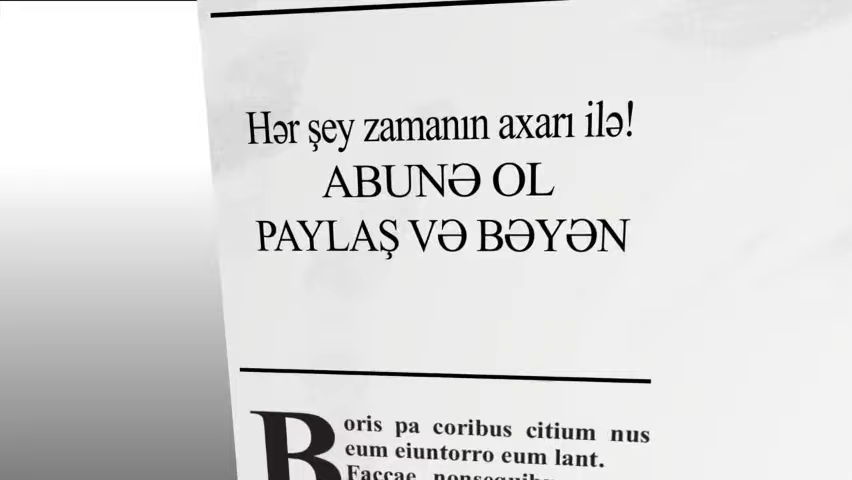 Hər şey zamanın axarı ilə!
ABUNƏ OL
PAYLAŞ VƏ BƏYƏN
Boris pa coribus citium nus
eum eiuntorro eum lant.
Faccae